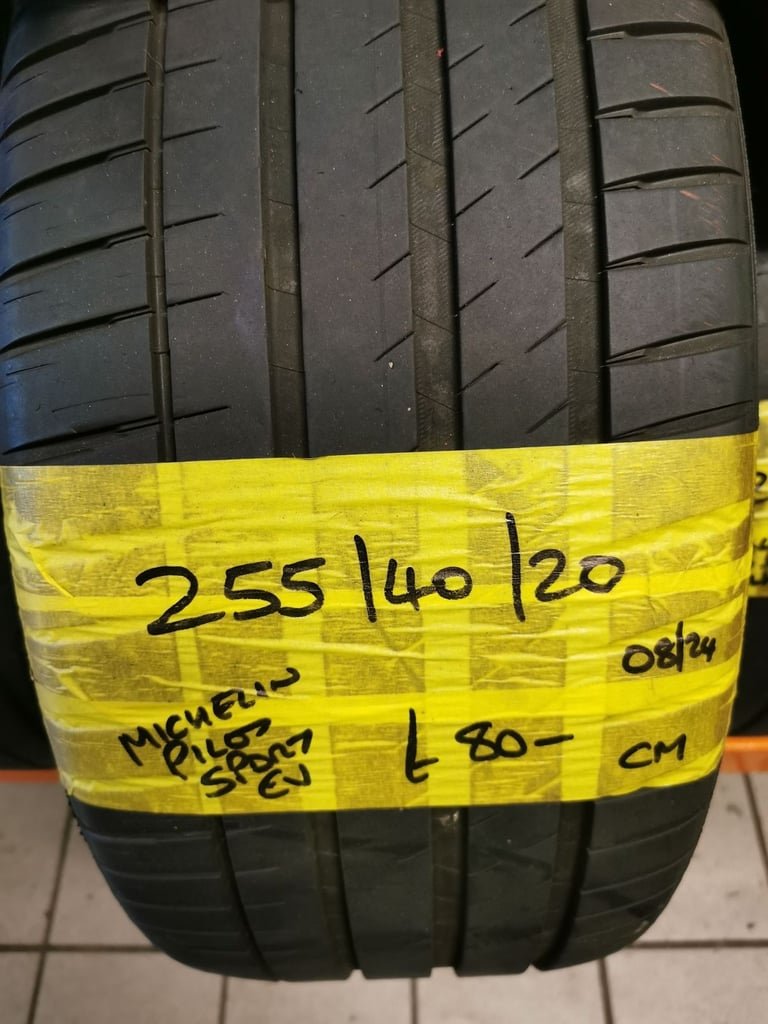 255/40/20
08/24
MICHELIN
PILOT
SPORT
EV
£80-
CM